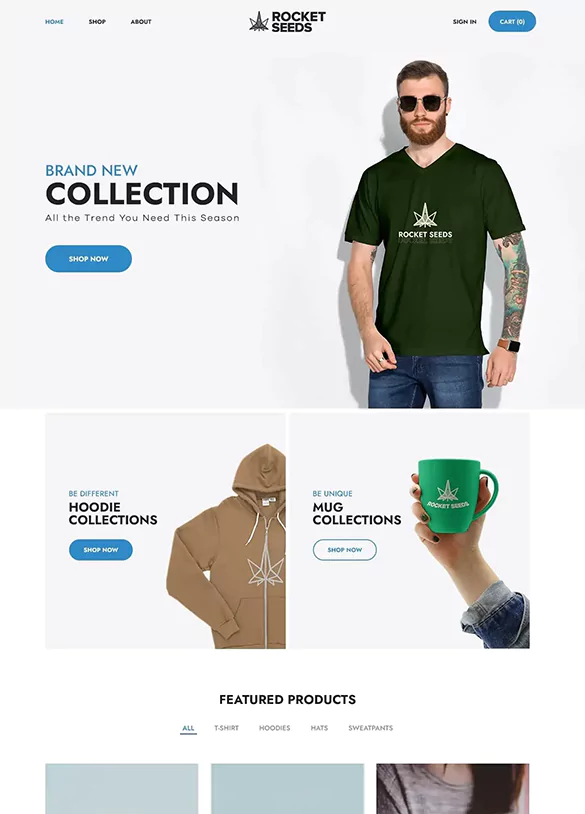 HOME
SHOP
ABOUT
ROCKET
SEEDS
SIGN IN
CART (0)
BRAND NEW
COLLECTION
All the Trend You Need This Season
SHOP NOW
ROCKET SEEDS
BE DIFFERENT
HOODIE
COLLECTIONS
SHOP NOW
BE UNIQUE
MUG
COLLECTIONS
SHOP NOW
ROCKET SEEDS
FEATURED PRODUCTS
ALL
T-SHIRT
HOODIES
HATS
SWEATPANTS